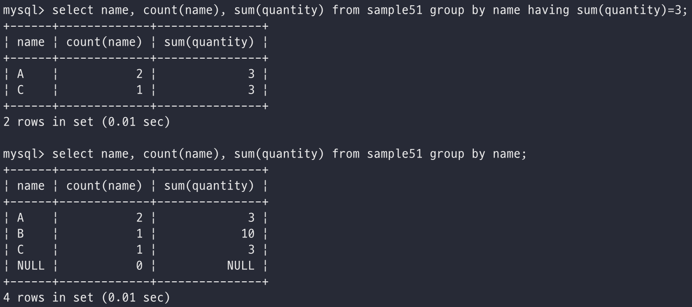 mysql> select name, count(name), sum(quantity) from sample51 group by name having sum(quantity)=3;
+------+-------------+---------------+
¦ name ¦ count(name) ¦ sum(quantity) ¦
+------+-------------+---------------+
¦ A    ¦           2 ¦             3 ¦
¦ C    ¦           1 ¦             3 ¦
+------+-------------+---------------+
2 rows in set (0.01 sec)

mysql> select name, count(name), sum(quantity) from sample51 group by name;
+------+-------------+---------------+
¦ name ¦ count(name) ¦ sum(quantity) ¦
+------+-------------+---------------+
¦ A    ¦           2 ¦             3 ¦
¦ B    ¦           1 ¦            10 ¦
¦ C    ¦           1 ¦             3 ¦
¦ NULL ¦           0 ¦          NULL ¦
+------+-------------+---------------+
4 rows in set (0.01 sec)